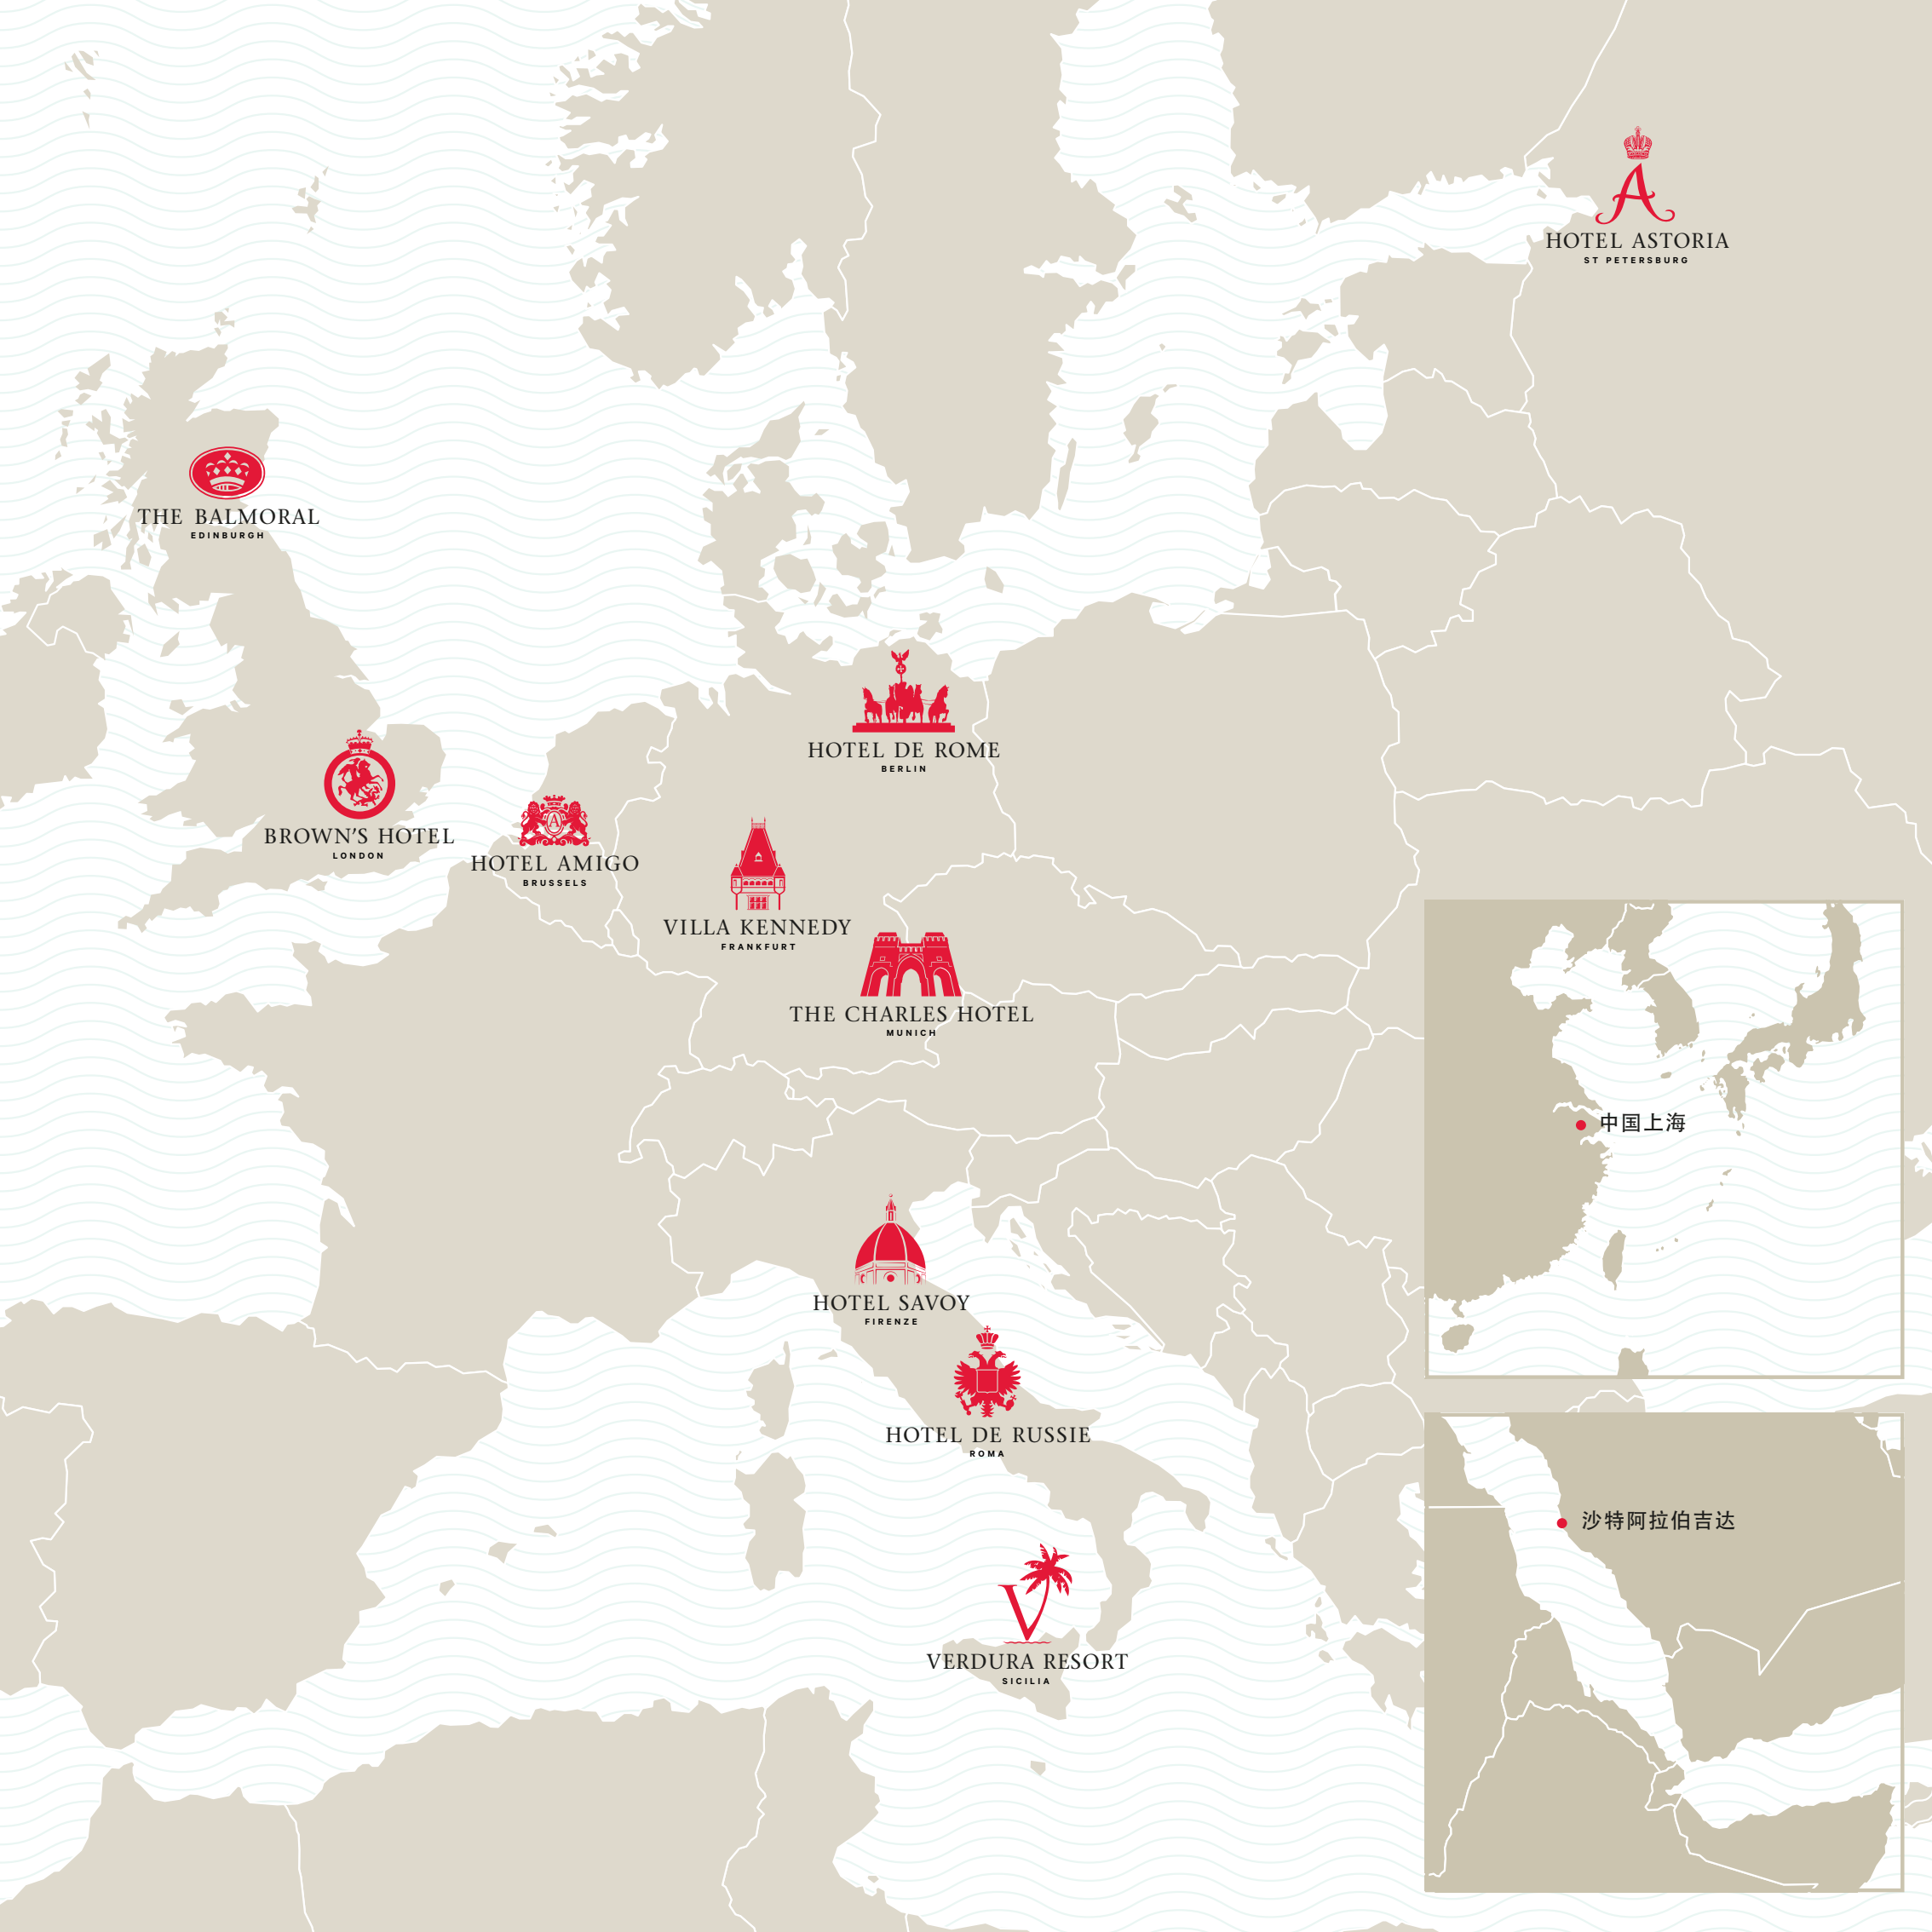 A
HOTEL ASTORIA
ST PETERSBURG
THE BALMORAL
EDINBURGH
HOTEL DE ROME
BERLIN
BROWN'S HOTEL
LONDON
A
HOTEL AMIGO
BRUSSELS
VILLA KENNEDY
FRANKFURT
THE CHARLES HOTEL
MUNICH
中国上海
HOTEL SAVOY
FIRENZE
HOTEL DE RUSSIE
ROMA
沙特阿拉伯吉达
V
VERDURA RESORT
SICILIA